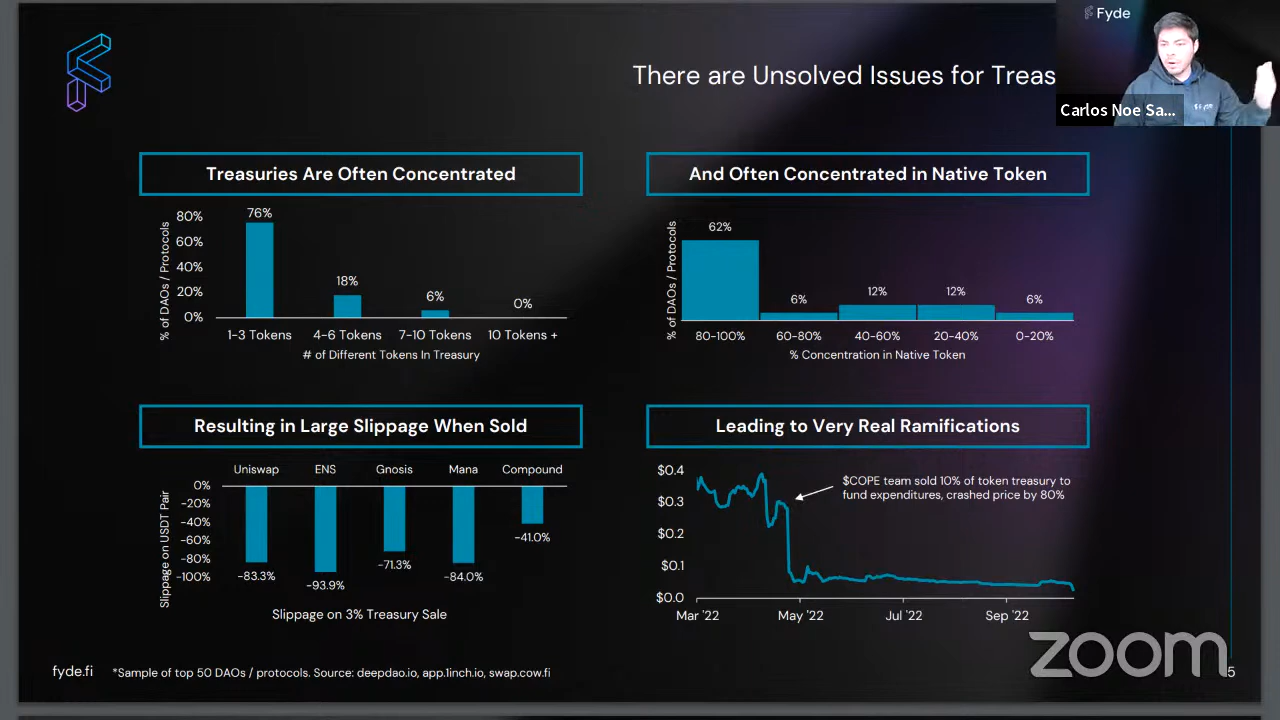 Fyde
There are Unsolved Issues for Treas
Carlos Noe Sa...
Treasuries Are Often Concentrated
% of DAOs / Protocols
80%
60%
40%
20%
0%
76%
18%
6%
0%
1-3 Tokens
4-6 Tokens
7-10 Tokens
10 Tokens +
# of Different Tokens In Treasury
And Often Concentrated in Native Token
% of DAOs / Protocols
62%
6%
12%
12%
6%
80-100%
60-80%
40-60%
20-40%
0-20%
% Concentration in Native Token
Resulting in Large Slippage When Sold
Slippage on USDT Pair
Uniswap
ENS
Gnosis
Mana
Compound
0%
-20%
-40%
-60%
-80%
-100%
-83.3%
-93.9%
-71.3%
-84.0%
-41.0%
Slippage on 3% Treasury Sale
Leading to Very Real Ramifications
$0.4
$0.3
$0.2
$0.1
$0.0
$COPE team sold 10% of token treasury to
fund expenditures, crashed price by 80%
Mar '22
May '22
Jul '22
Sep '22
zoom
fyde.fi
*Sample of top 50 DAOs / protocols. Source: deepdao.io, app.1inch.io, swap.cow.fi
5